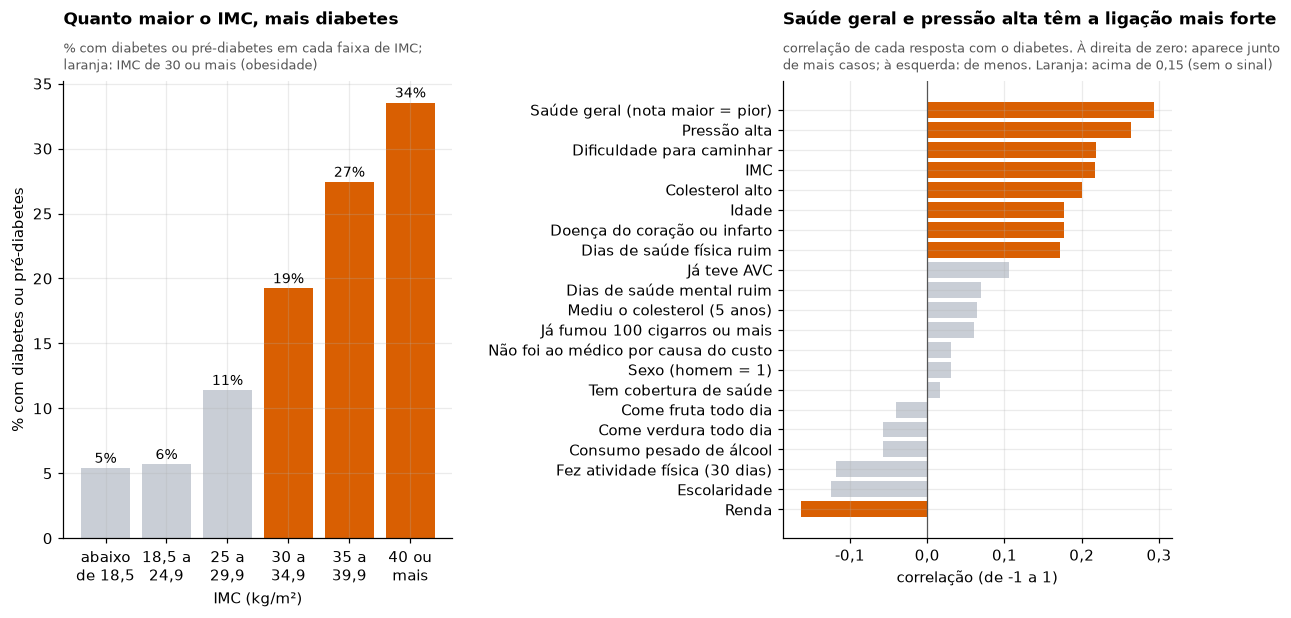 Quanto maior o IMC, mais diabetes
% com diabetes ou pré-diabetes em cada faixa de IMC;
laranja: IMC de 30 ou mais (obesidade)
% com diabetes ou pré-diabetes
35
30
25
20
15
10
5
0
5%
6%
11%
19%
27%
34%
abaixo
de 18,5
18,5 a
24,9
25 a
29,9
30 a
34,9
35 a
39,9
40 ou
mais
IMC (kg/m²)
Saúde geral e pressão alta têm a ligação mais forte
correlação de cada resposta com o diabetes. À direita de zero: aparece junto
de mais casos; à esquerda: de menos. Laranja: acima de 0,15 (sem o sinal)
Saúde geral (nota maior = pior)
Pressão alta
Dificuldade para caminhar
IMC
Colesterol alto
Idade
Doença do coração ou infarto
Dias de saúde física ruim
Já teve AVC
Dias de saúde mental ruim
Mediu o colesterol (5 anos)
Já fumou 100 cigarros ou mais
Não foi ao médico por causa do custo
Sexo (homem = 1)
Tem cobertura de saúde
Come fruta todo dia
Come verdura todo dia
Consumo pesado de álcool
Fez atividade física (30 dias)
Escolaridade
Renda
-0,1
0,0
0,1
0,2
0,3
correlação (de -1 a 1)